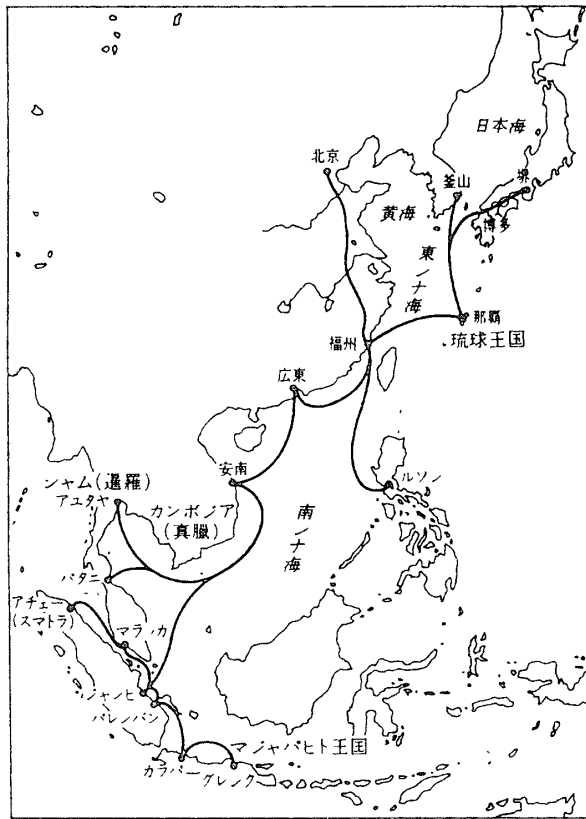 日本海
北京
釜山
堺
黄海
博多
東ノナ海
那覇
福州
琉球王国
広東
安南
ルソン
シャム(暹羅)
アユタヤ
カンボノア
(真臘)
南ノナ海
パタニ
アチェー
(スマトラ)
マラッカ
ジャンビ
パレンバン
マジャパヒト王国
カラパ
グレシク